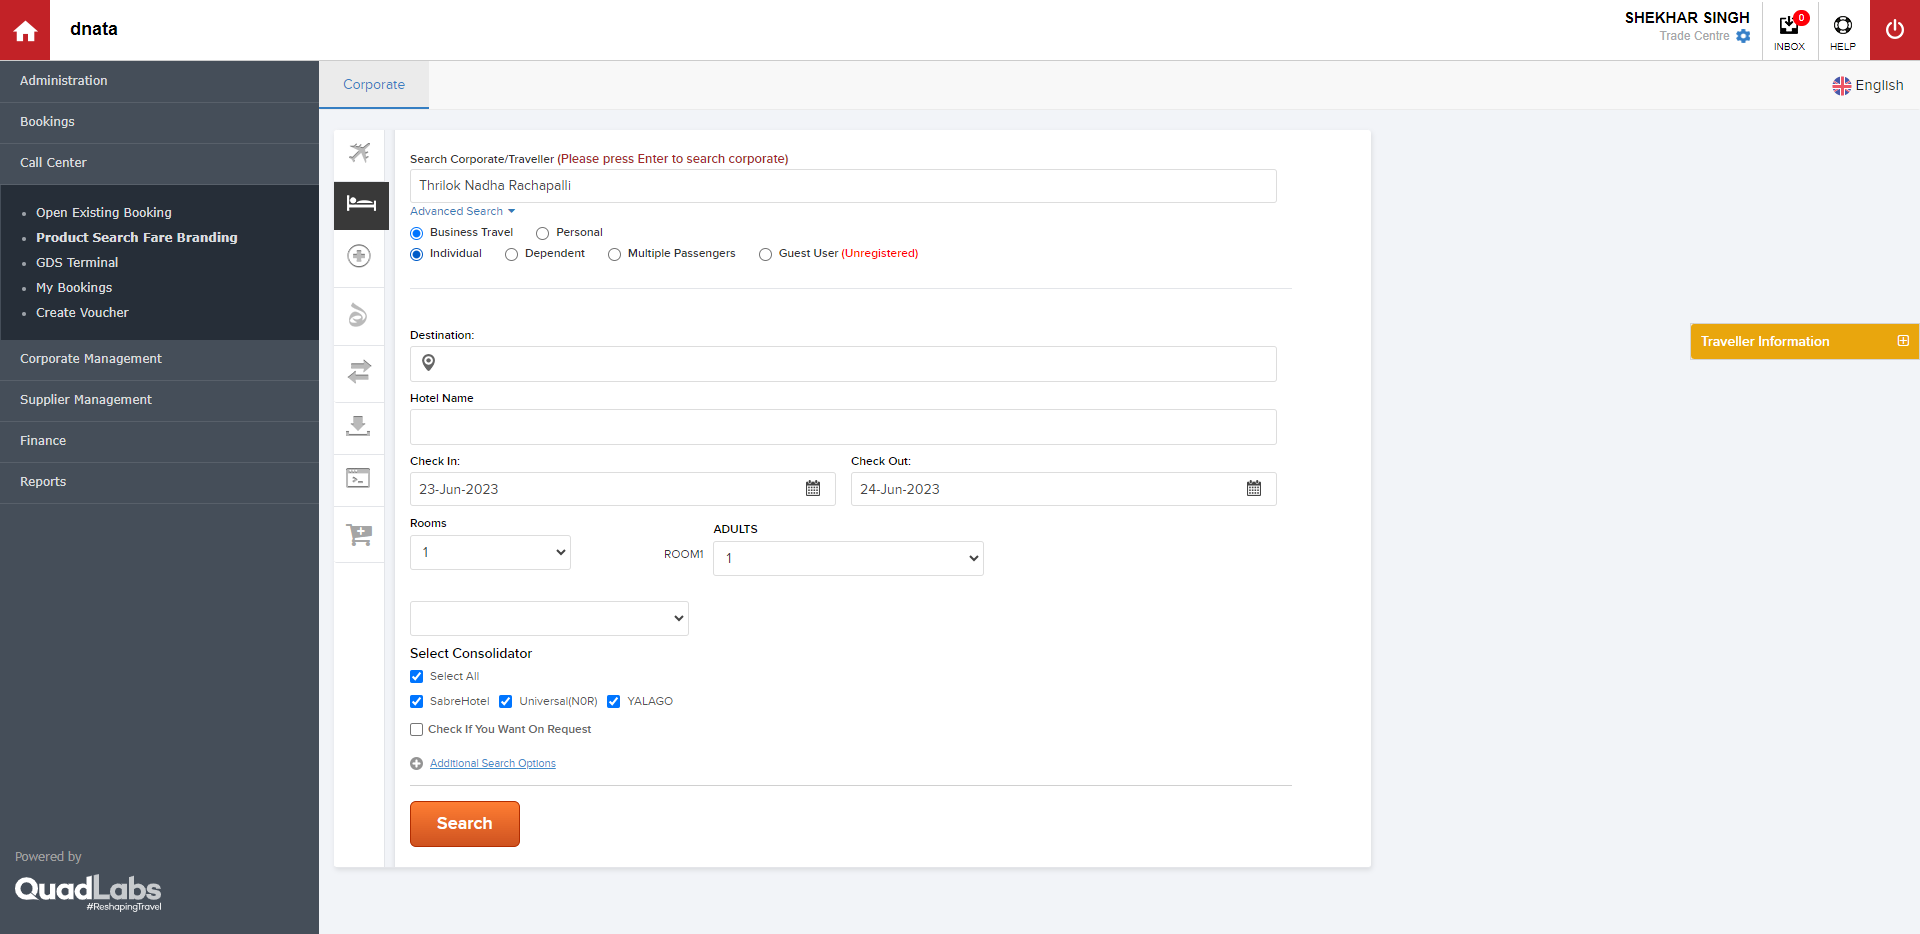 dnata
SHEKHAR SINGH
Trade Centre
0
INBOX
HELP
Administration
Bookings
Call Center
Open Existing Booking
Product Search Fare Branding
GDS Terminal
My Bookings
Create Voucher
Corporate Management
Supplier Management
Finance
Reports
Powered by
QuadLabs
#ReshapingTravel
Corporate
English
Search Corporate/Traveller (Please press Enter to search corporate)
Thrilok Nadha Rachapalli
Advanced Search
Business Travel Personal
Individual Dependent Multiple Passengers Guest User (Unregistered)
Destination:
Hotel Name
Check In: Check Out:
23-Jun-2023 24-Jun-2023
Rooms ADULTS
1 ROOM1 1
Select Consolidator
Select All
SabreHotel Universal(N0R) YALAGO
Check If You Want On Request
Additional Search Options
Search
Traveller Information